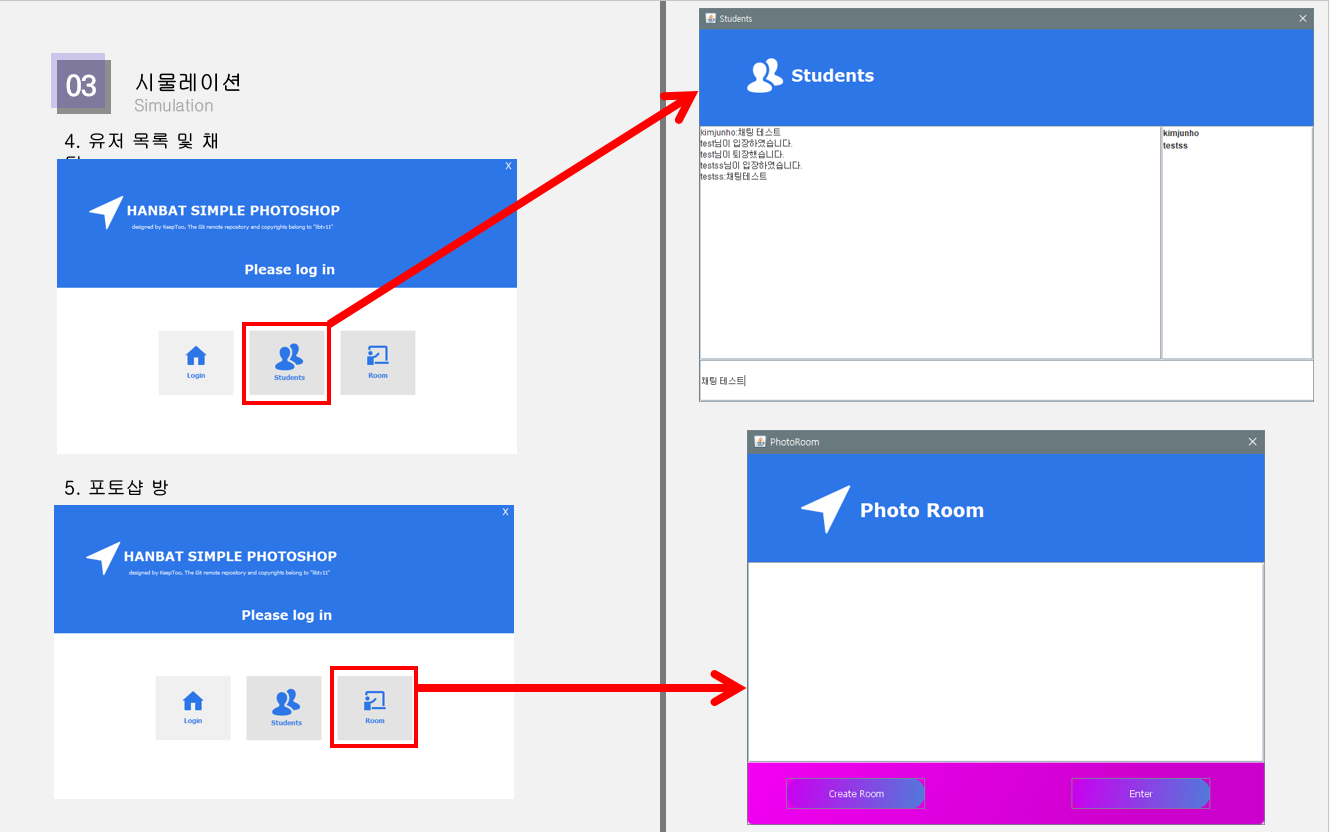 03
시물레이션
Simulation
4. 유저 목록 및 채
X
HANBAT SIMPLE PHOTOSHOP
designed by KeepToo, The Git remote repository and copyrights belong to "libtv11"
Please log in
Login
Students
Room
5. 포토샵 방
X
HANBAT SIMPLE PHOTOSHOP
designed by KeepToo, The Git remote repository and copyrights belong to "libtv11"
Please log in
Login
Students
Room
Students
Students
kimjunho:채팅 테스트
test님이 입장하였습니다.
test님이 퇴장했습니다.
testss님이 입장하였습니다.
testss:채팅테스트
kimjunho
testss
채팅 테스트
PhotoRoom
Photo Room
Create Room
Enter